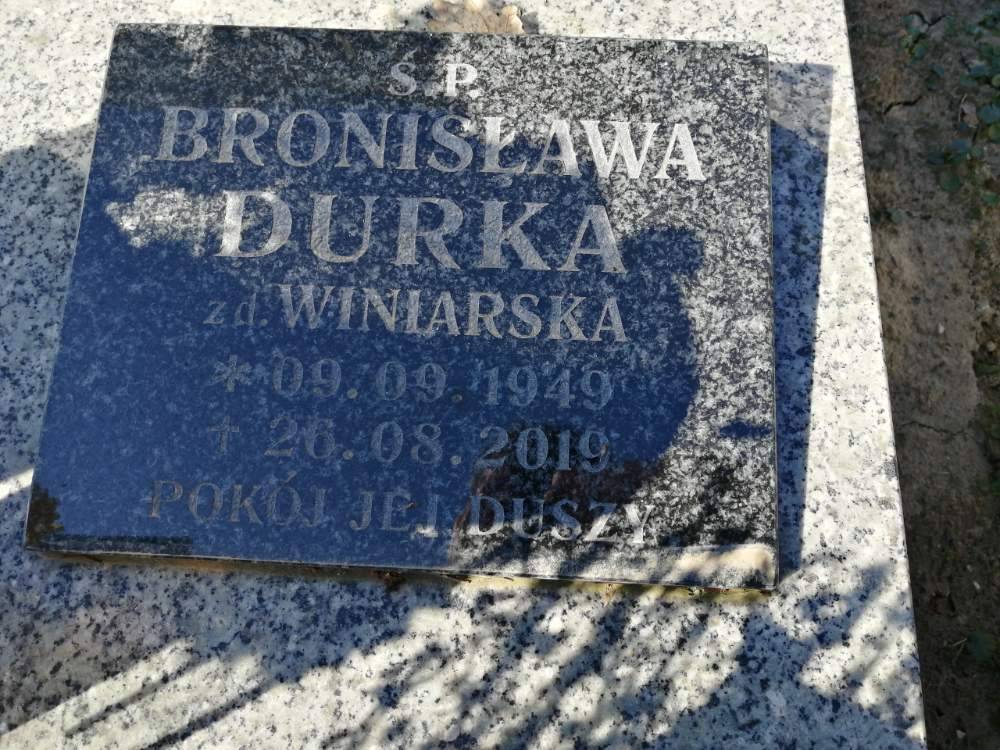 Ś.P.
BRONISŁAWA
DURKA
zd. WINIARSKA
* 09.09.1949
† 26.08.2019
POKÓJ JEJ DUSZY